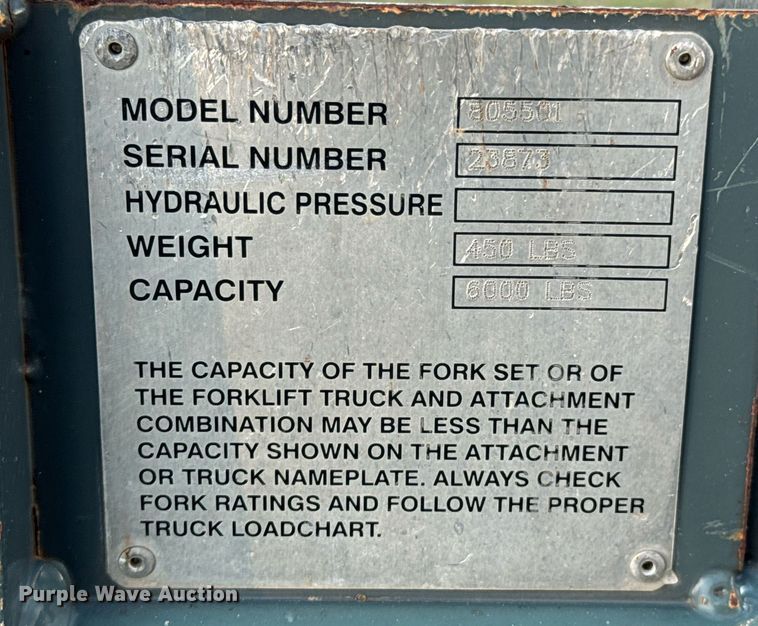 MODEL NUMBER 805501
SERIAL NUMBER 23873
HYDRAULIC PRESSURE
WEIGHT 450 LBS
CAPACITY 6000 LBS
THE CAPACITY OF THE FORK SET OR OF
THE FORKLIFT TRUCK AND ATTACHMENT
COMBINATION MAY BE LESS THAN THE
CAPACITY SHOWN ON THE ATTACHMENT
OR TRUCK NAMEPLATE. ALWAYS CHECK
FORK RATINGS AND FOLLOW THE PROPER
TRUCK LOADCHART.
Purple Wave Auction